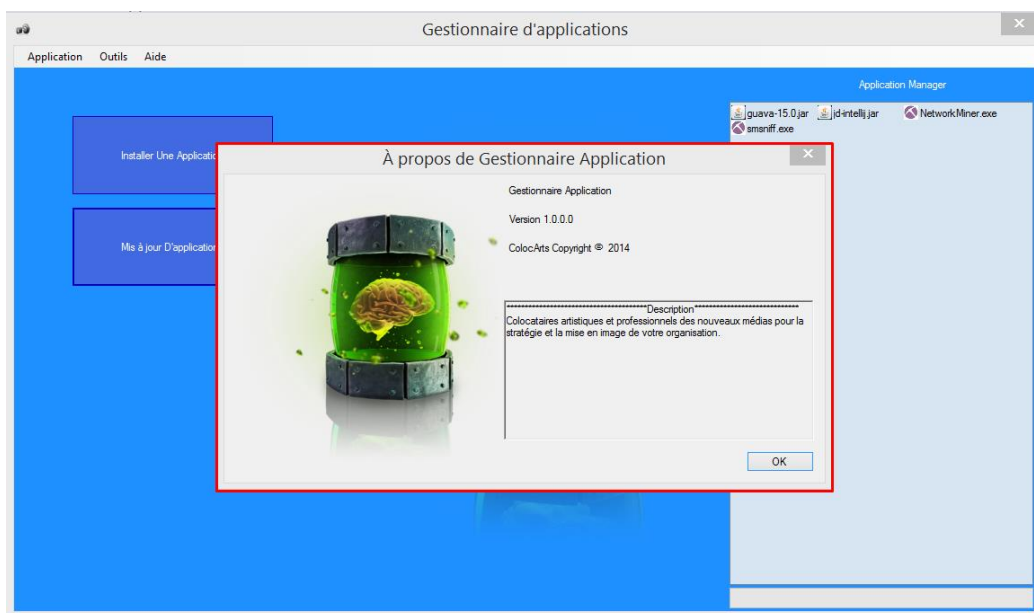 Gestionnaire d'applications
Application Outils Aide
Application Manager
guava-15.0.jar jd-intellij.jar NetworkMiner.exe
smsniff.exe
Installer Une Applicatio
Mis à jour D'application
À propos de Gestionnaire Application
Gestionnaire Application
Version 1.0.0.0
ColocArts Copyright © 2014
Description
Colocataires artistiques et professionnels des nouveaux médias pour la
stratégie et la mise en image de votre organisation.
OK